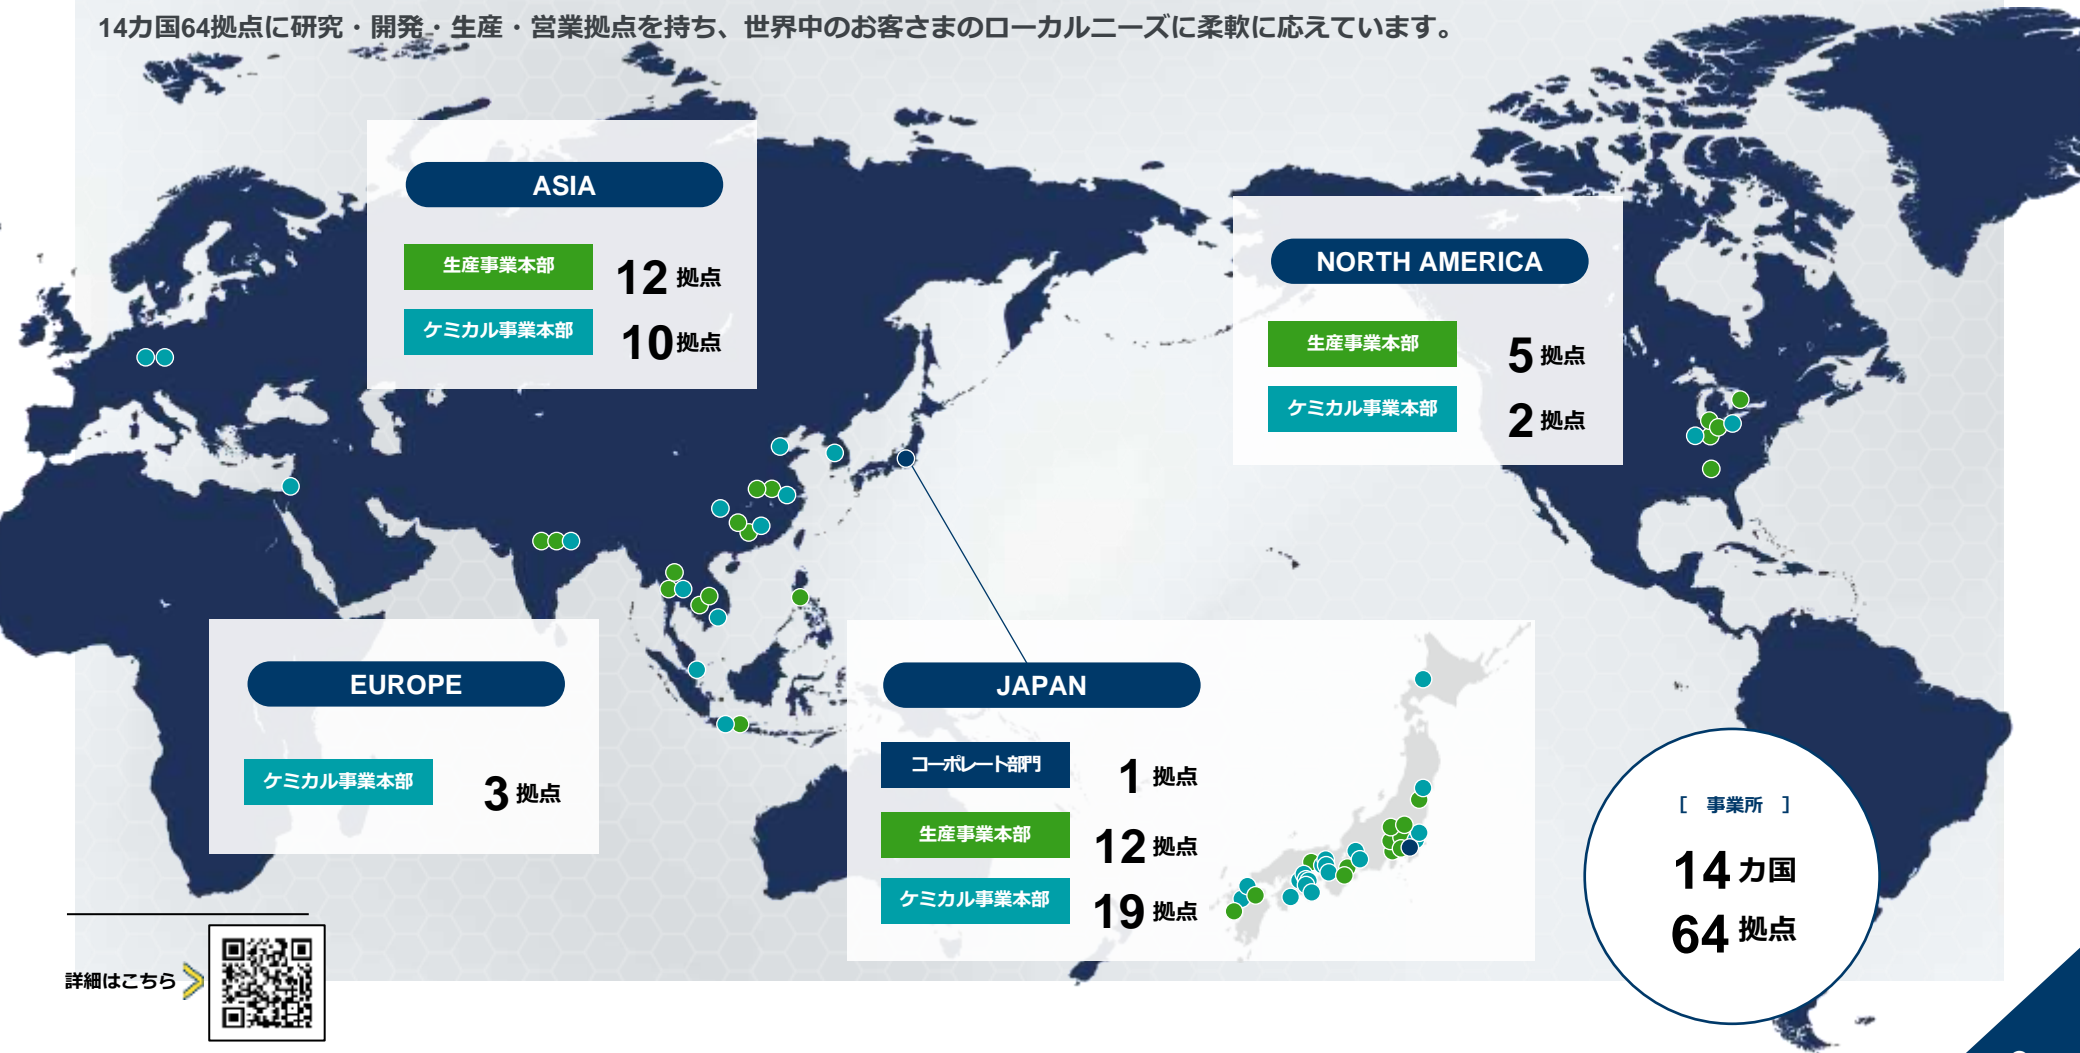 14カ国64拠点に研究・開発・生産・営業拠点を持ち、世界中のお客さまのローカルニーズに柔軟に応えています。
ASIA
生産事業本部 12 拠点
ケミカル事業本部 10 拠点
NORTH AMERICA
生産事業本部 5 拠点
ケミカル事業本部 2 拠点
EUROPE
ケミカル事業本部 3 拠点
JAPAN
コーポレート部門 1 拠点
生産事業本部 12 拠点
ケミカル事業本部 19 拠点
[ 事業所 ]
14 カ国
64 拠点
詳細はこちら